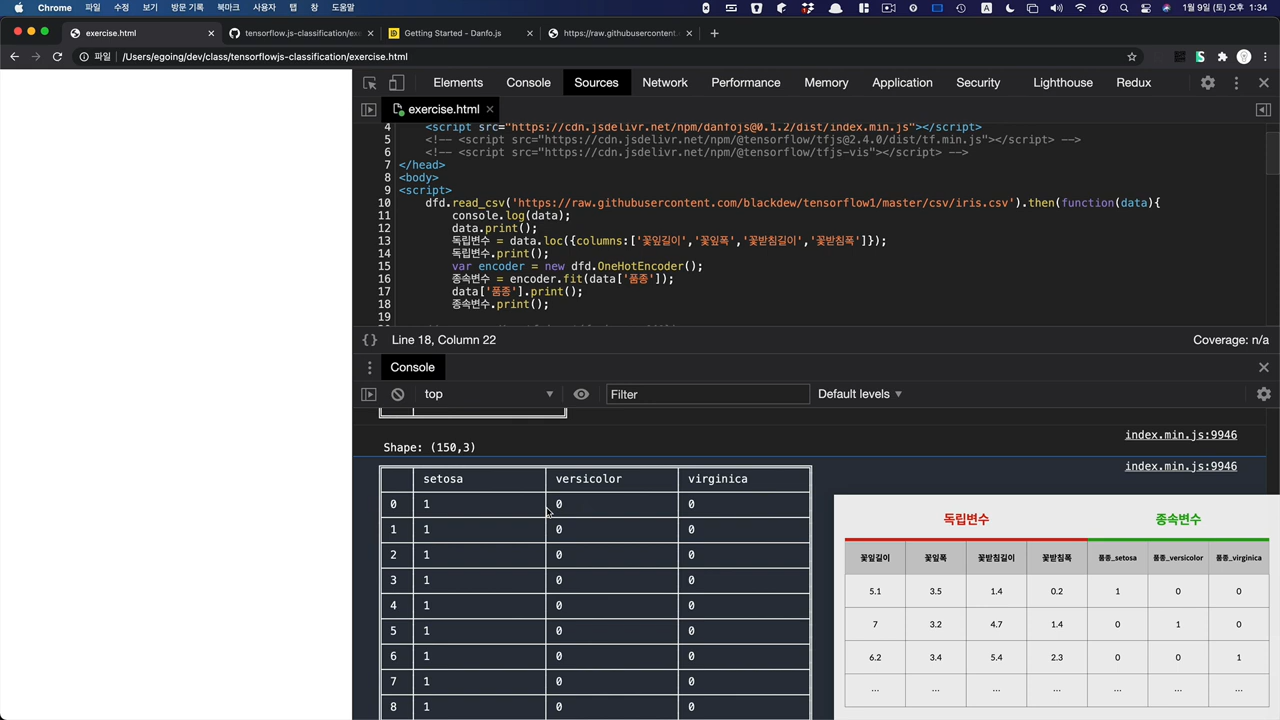 Chrome 파일 수정 보기 방문 기록 북마크 사용자 탭 창 도움말 1월 9일 (토) 1:34
exercise.html tensorflow.js-classification/ex Getting Started - Danfo.js https://raw.githubusercontent.
파일 /Users/egoing/dev/class/tensorflowjs-classification/exercise.html
Elements Console Sources Network Performance Memory Application Security Lighthouse Redux
exercise.html
4 <script src="https://cdn.jsdelivr.net/npm/danfojs@0.1.2/dist/index.min.js"></script>
5 <!-- <script src="https://cdn.jsdelivr.net/npm/@tensorflow/tfjs@2.4.0/dist/tf.min.js"></script> -->
6 <!-- <script src="https://cdn.jsdelivr.net/npm/@tensorflow/tfjs-vis"></script> -->
7 </head>
8 <body>
9 <script>
10 dfd.read_csv('https://raw.githubusercontent.com/blackdew/tensorflow1/master/csv/iris.csv').then(function(data){
11 console.log(data);
12 data.print();
13 독립변수 = data.loc({columns:['꽃잎길이','꽃잎폭','꽃받침길이','꽃받침폭']});
14 독립변수.print();
15 var encoder = new dfd.OneHotEncoder();
16 종속변수 = encoder.fit(data['품종']);
17 data['품종'].print();
18 종속변수.print();
19
{} Line 18, Column 22 Coverage: n/a
Console
top Filter Default levels
index.min.js:9946
Shape: (150,3)
index.min.js:9946
setosa versicolor virginica
0 1 0 0
1 1 0 0
2 1 0 0
3 1 0 0
4 1 0 0
5 1 0 0
6 1 0 0
7 1 0 0
8 1 0 0
독립변수 종속변수
꽃잎길이 꽃잎폭 꽃받침길이 꽃받침폭 품종_setosa 품종_versicolor 품종_virginica
5.1 3.5 1.4 0.2 1 0 0
7 3.2 4.7 1.4 0 1 0
6.2 3.4 5.4 2.3 0 0 1
... ... ... ... ... ... ...